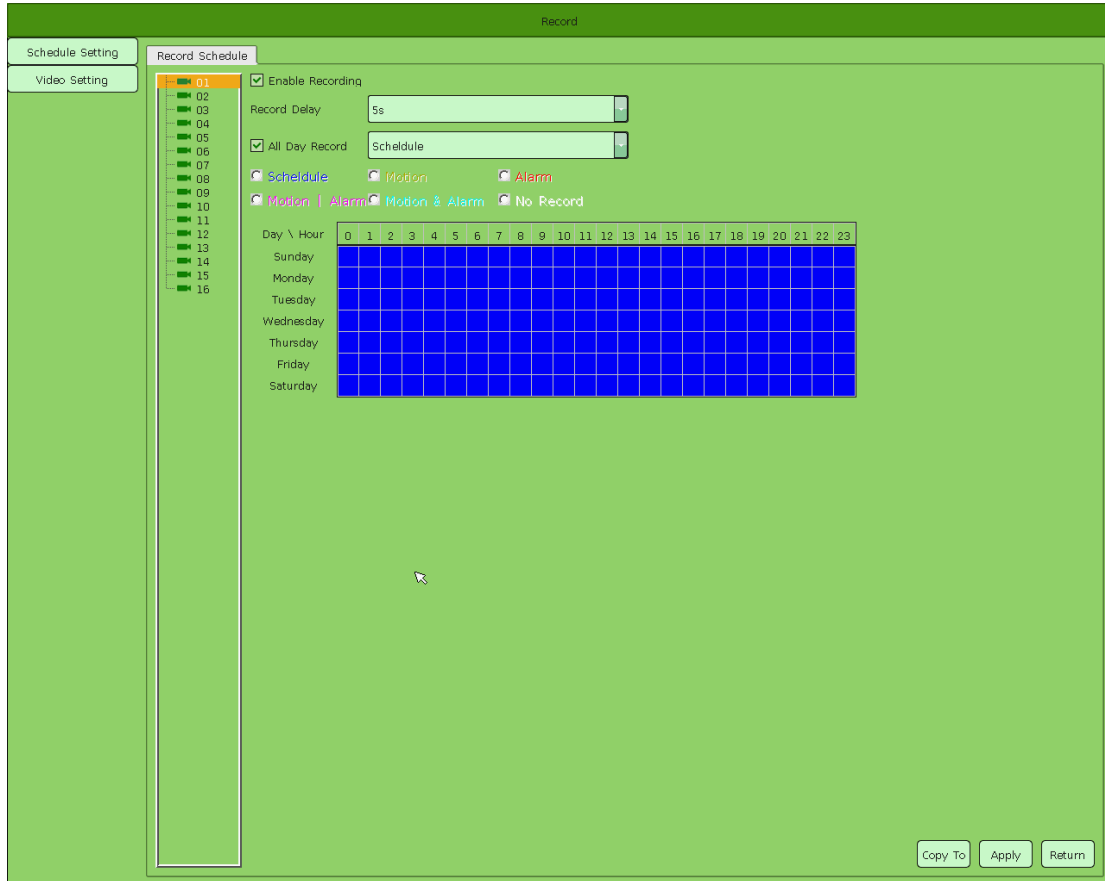 Record
Schedule Setting
Video Setting
Record Schedule
01
02
03
04
05
06
07
08
09
10
11
12
13
14
15
16
Enable Recording
Record Delay 5s
All Day Record Scheldule
Scheldule Motion Alarm
Motion | Alarm Motion & Alarm No Record
Day \ Hour 0 1 2 3 4 5 6 7 8 9 10 11 12 13 14 15 16 17 18 19 20 21 22 23
Sunday
Monday
Tuesday
Wednesday
Thursday
Friday
Saturday
Copy To Apply Return